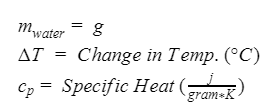 m_water = g
ΔT = Change in Temp. (°C)
c_p = Specific Heat (j/gram*K)